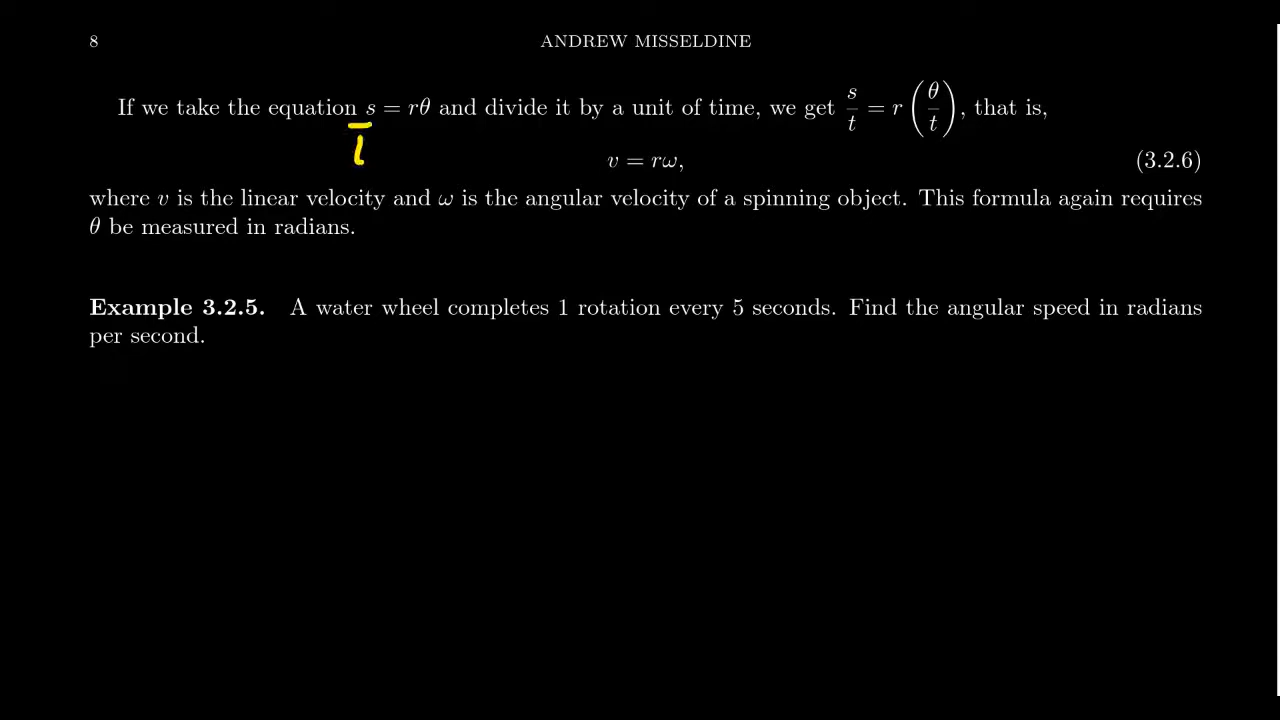 8 ANDREW MISSELDINE
If we take the equation s = rθ and divide it by a unit of time, we get s/t = r(θ/t), that is,
v = rω, (3.2.6)
where v is the linear velocity and ω is the angular velocity of a spinning object. This formula again requires
θ be measured in radians.
Example 3.2.5. A water wheel completes 1 rotation every 5 seconds. Find the angular speed in radians
per second.